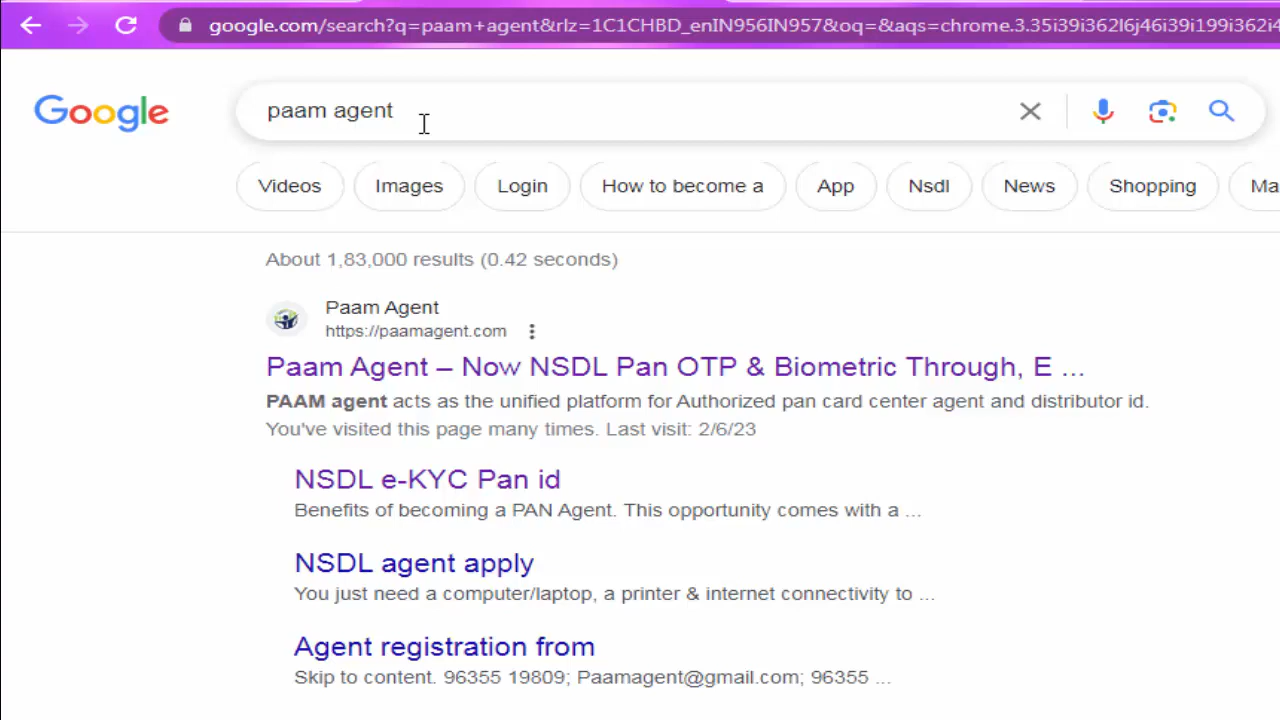 google.com/search?q=paam+agent&rlz=1C1CHBD_enIN956IN957&oq=&aqs=chrome.3.35i39i362l6j46i39i199i362i4
Google
paam agent
Videos Images Login How to become a App Nsdl News Shopping Ma
About 1,83,000 results (0.42 seconds)
Paam Agent
https://paamagent.com
Paam Agent – Now NSDL Pan OTP & Biometric Through, E ...
PAAM agent acts as the unified platform for Authorized pan card center agent and distributor id.
You've visited this page many times. Last visit: 2/6/23
NSDL e-KYC Pan id
Benefits of becoming a PAN Agent. This opportunity comes with a ...
NSDL agent apply
You just need a computer/laptop, a printer & internet connectivity to ...
Agent registration from
Skip to content. 96355 19809; Paamagent@gmail.com; 96355 ...